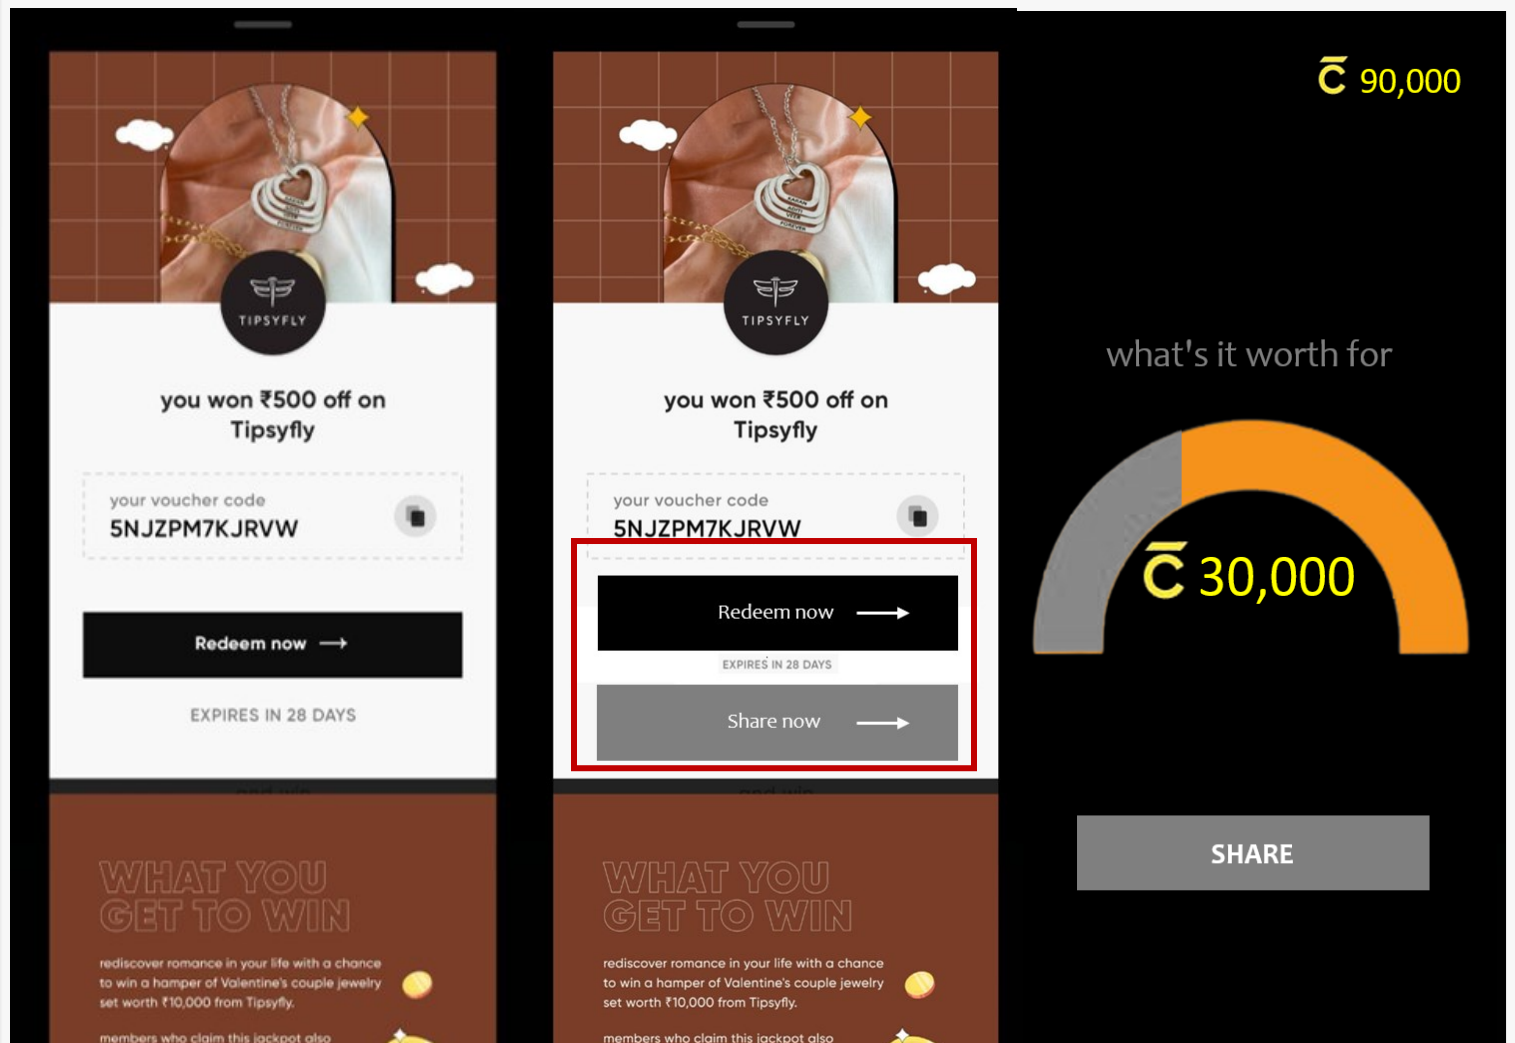 TIPSYFLY
you won ₹500 off on
Tipsyfly
your voucher code
5NJZPM7KJRVW
Redeem now
EXPIRES IN 28 DAYS
WHAT YOU
GET TO WIN
rediscover romance in your life with a chance
to win a hamper of Valentine's couple jewelry
set worth ₹10,000 from Tipsyfly.
members who claim this jackpot also
TIPSYFLY
you won ₹500 off on
Tipsyfly
your voucher code
5NJZPM7KJRVW
Redeem now
EXPIRES IN 28 DAYS
Share now
WHAT YOU
GET TO WIN
rediscover romance in your life with a chance
to win a hamper of Valentine's couple jewelry
set worth ₹10,000 from Tipsyfly.
members who claim this jackpot also
90,000
what's it worth for
30,000
SHARE